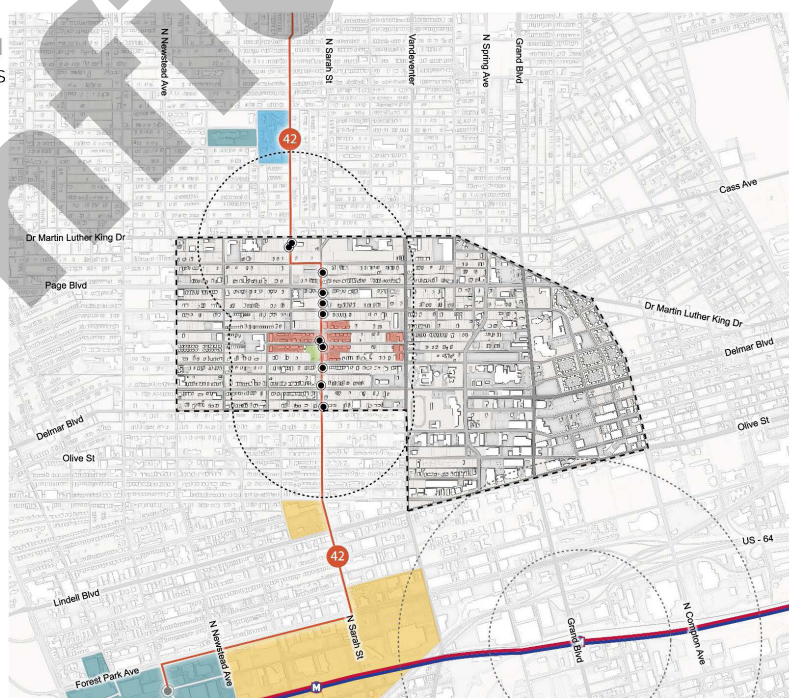 N Newstead Ave
N Sarah St
Vandeventer
N Spring Ave
Grand Blvd
42
Cass Ave
Dr Martin Luther King Dr
Page Blvd
Dr Martin Luther King Dr
Delmar Blvd
Delmar Blvd
Olive St
Olive St
42
US - 64
Lindell Blvd
N Newstead Ave
N Sarah St
Grand Blvd
N Compton Ave
Forest Park Ave
M